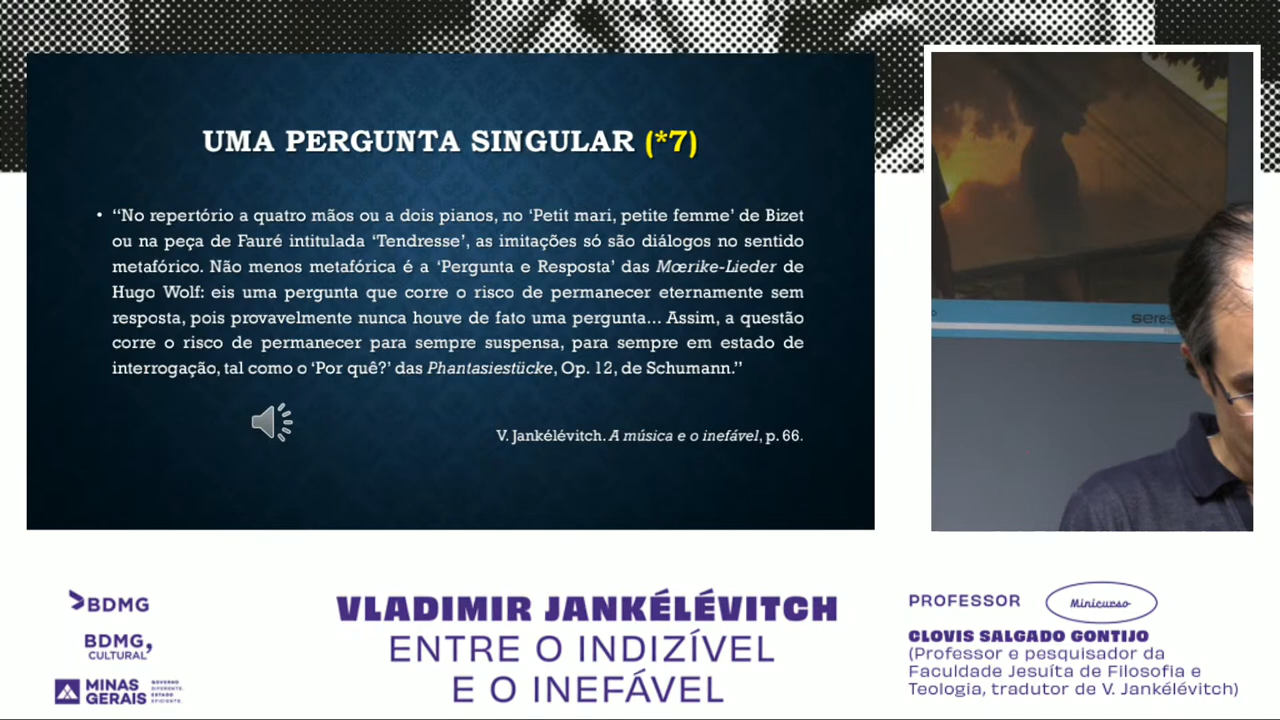 UMA PERGUNTA SINGULAR (*7)
• “No repertório a quatro mãos ou a dois pianos, no ‘Petit mari, petite femme’ de Bizet
ou na peça de Fauré intitulada ‘Tendresse’, as imitações só são diálogos no sentido
metafórico. Não menos metafórica é a ‘Pergunta e Resposta’ das Mœrike-Lieder de
Hugo Wolf: eis uma pergunta que corre o risco de permanecer eternamente sem
resposta, pois provavelmente nunca houve de fato uma pergunta... Assim, a questão
corre o risco de permanecer para sempre suspensa, para sempre em estado de
interrogação, tal como o ‘Por quê?’ das Phantasiestücke, Op. 12, de Schumann.”
V. Jankélévitch. A música e o inefável, p. 66.
BDMG
BDMG,
CULTURAL
MINAS
GERAIS
GOVERNO
DIFERENTE.
ESTADO
EFICIENTE.
VLADIMIR JANKÉLÉVITCH
ENTRE O INDIZÍVEL
E O INEFÁVEL
PROFESSOR
Minicurso
CLOVIS SALGADO GONTIJO
(Professor e pesquisador da
Faculdade Jesuíta de Filosofia e
Teologia, tradutor de V. Jankélévitch)